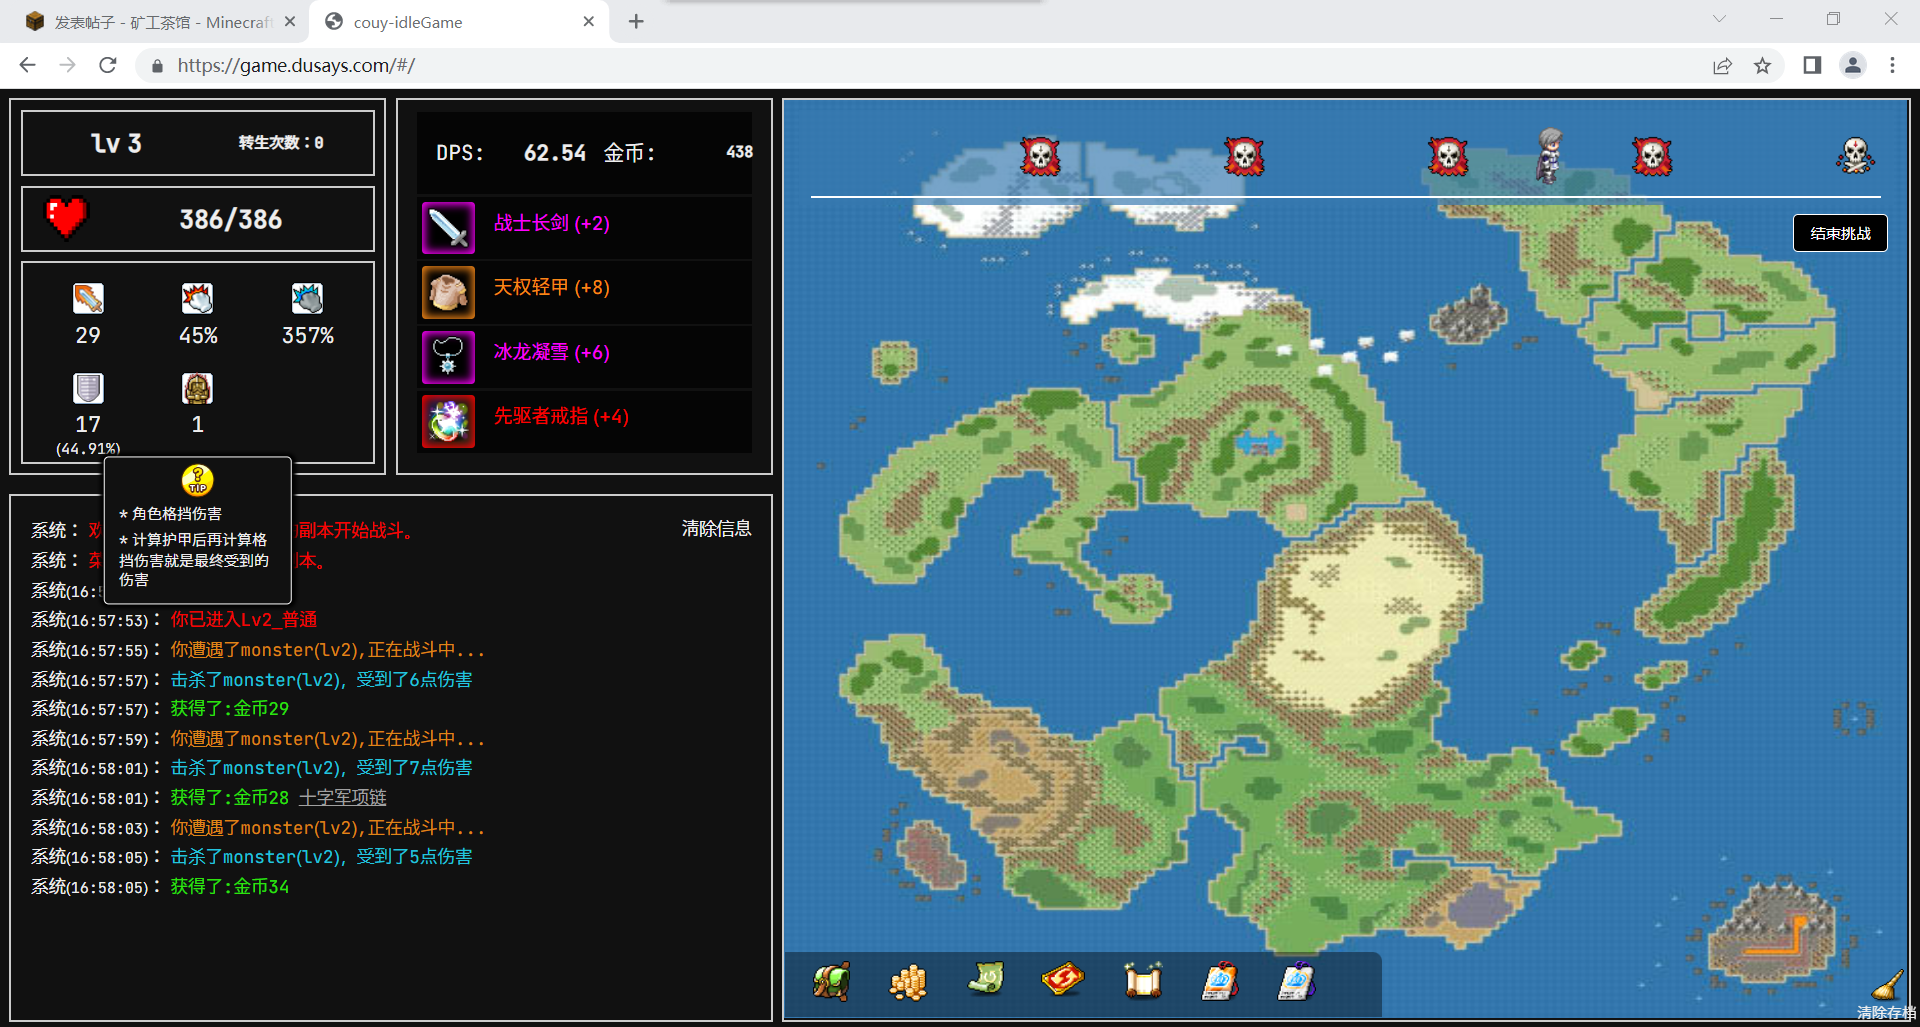 发表帖子 - 矿工茶馆 - Minecraft
couy-idleGame
https://game.dusays.com/#/
lv 3
转生次数：0
386/386
29
45%
357%
17
(44.91%)
1
DPS:
62.54
金币:
438
战士长剑 (+2)
天权轻甲 (+8)
冰龙凝雪 (+6)
先驱者戒指 (+4)
结束挑战
TIP
* 角色格挡伤害
* 计算护甲后再计算格
挡伤害就是最终受到的
伤害
清除信息
系统： 副本开始战斗。
系统： 本。
系统(16:
系统(16:57:53)： 你已进入Lv2_普通
系统(16:57:55)： 你遭遇了monster(lv2),正在战斗中...
系统(16:57:57)： 击杀了monster(lv2), 受到了6点伤害
系统(16:57:57)： 获得了:金币29
系统(16:57:59)： 你遭遇了monster(lv2),正在战斗中...
系统(16:58:01)： 击杀了monster(lv2), 受到了7点伤害
系统(16:58:01)： 获得了:金币28 十字军项链
系统(16:58:03)： 你遭遇了monster(lv2),正在战斗中...
系统(16:58:05)： 击杀了monster(lv2), 受到了5点伤害
系统(16:58:05)： 获得了:金币34
清除存档